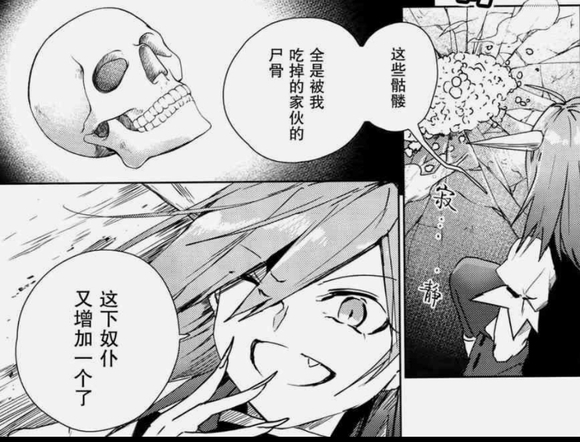 这些骷髅
全是被我
吃掉的家伙的
尸骨
寂……静
这下奴仆
又增加一个了